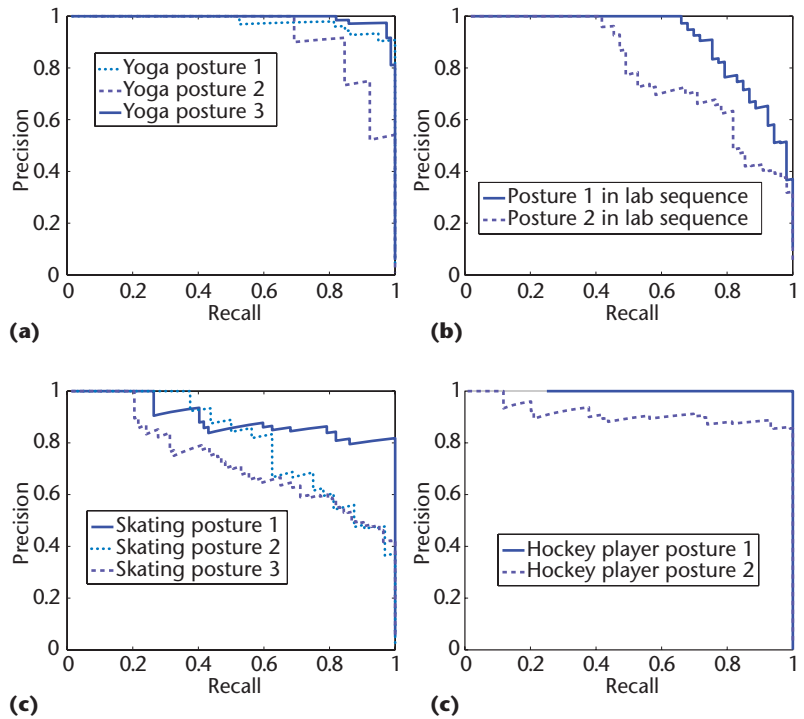 1
0.8
0.6
0.4
0.2
0
Precision
Yoga posture 1
Yoga posture 2
Yoga posture 3
0 0.2 0.4 0.6 0.8 1
Recall
(a)
1
0.8
0.6
0.4
0.2
0
Precision
Posture 1 in lab sequence
Posture 2 in lab sequence
0 0.2 0.4 0.6 0.8 1
Recall
(b)
1
0.8
0.6
0.4
0.2
0
Precision
Skating posture 1
Skating posture 2
Skating posture 3
0 0.2 0.4 0.6 0.8 1
Recall
(c)
1
0.8
0.6
0.4
0.2
0
Precision
Hockey player posture 1
Hockey player posture 2
0 0.2 0.4 0.6 0.8 1
Recall
(c)